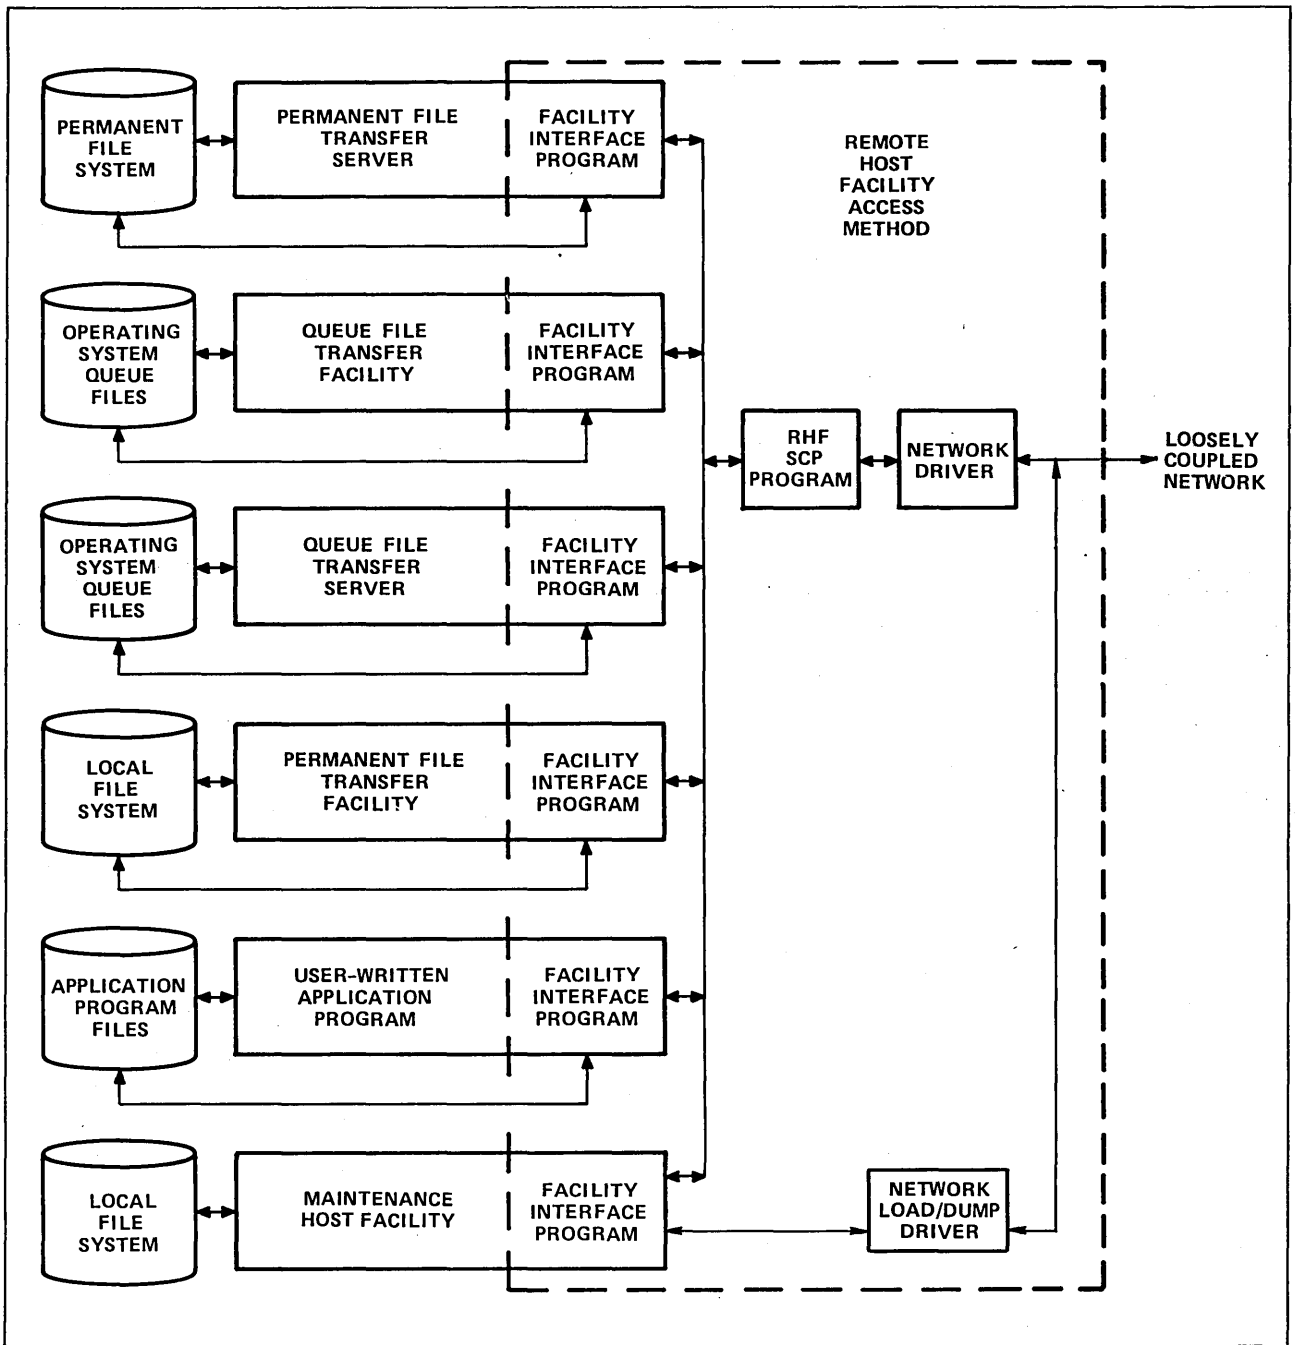 PERMANENT
FILE
SYSTEM
PERMANENT FILE
TRANSFER
SERVER
FACILITY
INTERFACE
PROGRAM
REMOTE
HOST
FACILITY
ACCESS
METHOD
OPERATING
SYSTEM
QUEUE
FILES
QUEUE FILE
TRANSFER
FACILITY
FACILITY
INTERFACE
PROGRAM
RHF
SCP
PROGRAM
NETWORK
DRIVER
LOOSELY
COUPLED
NETWORK
OPERATING
SYSTEM
QUEUE
FILES
QUEUE FILE
TRANSFER
SERVER
FACILITY
INTERFACE
PROGRAM
LOCAL
FILE
SYSTEM
PERMANENT FILE
TRANSFER
FACILITY
FACILITY
INTERFACE
PROGRAM
APPLICATION
PROGRAM
FILES
USER-WRITTEN
APPLICATION
PROGRAM
FACILITY
INTERFACE
PROGRAM
LOCAL
FILE
SYSTEM
MAINTENANCE
HOST FACILITY
FACILITY
INTERFACE
PROGRAM
NETWORK
LOAD/DUMP
DRIVER